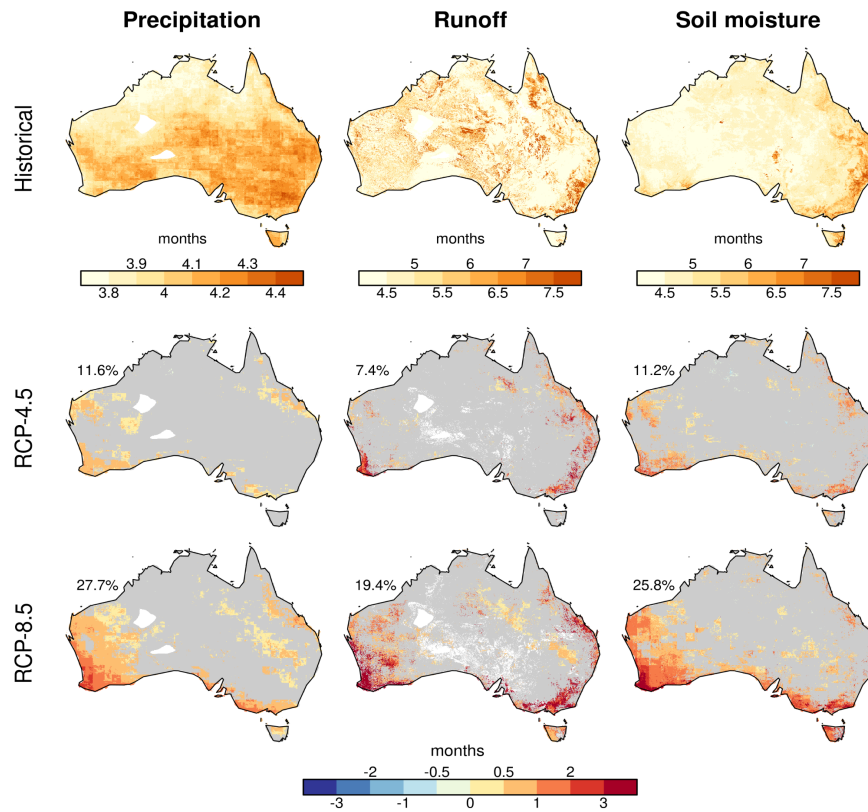 Precipitation Runoff Soil moisture
Historical
months months months
3.9 4.1 4.3 5 6 7 5 6 7
3.8 4 4.2 4.4 4.5 5.5 6.5 7.5 4.5 5.5 6.5 7.5
RCP-4.5
11.6% 7.4% 11.2%
RCP-8.5
27.7% 19.4% 25.8%
months
-2 -0.5 0.5 2
-3 -1 0 1 3